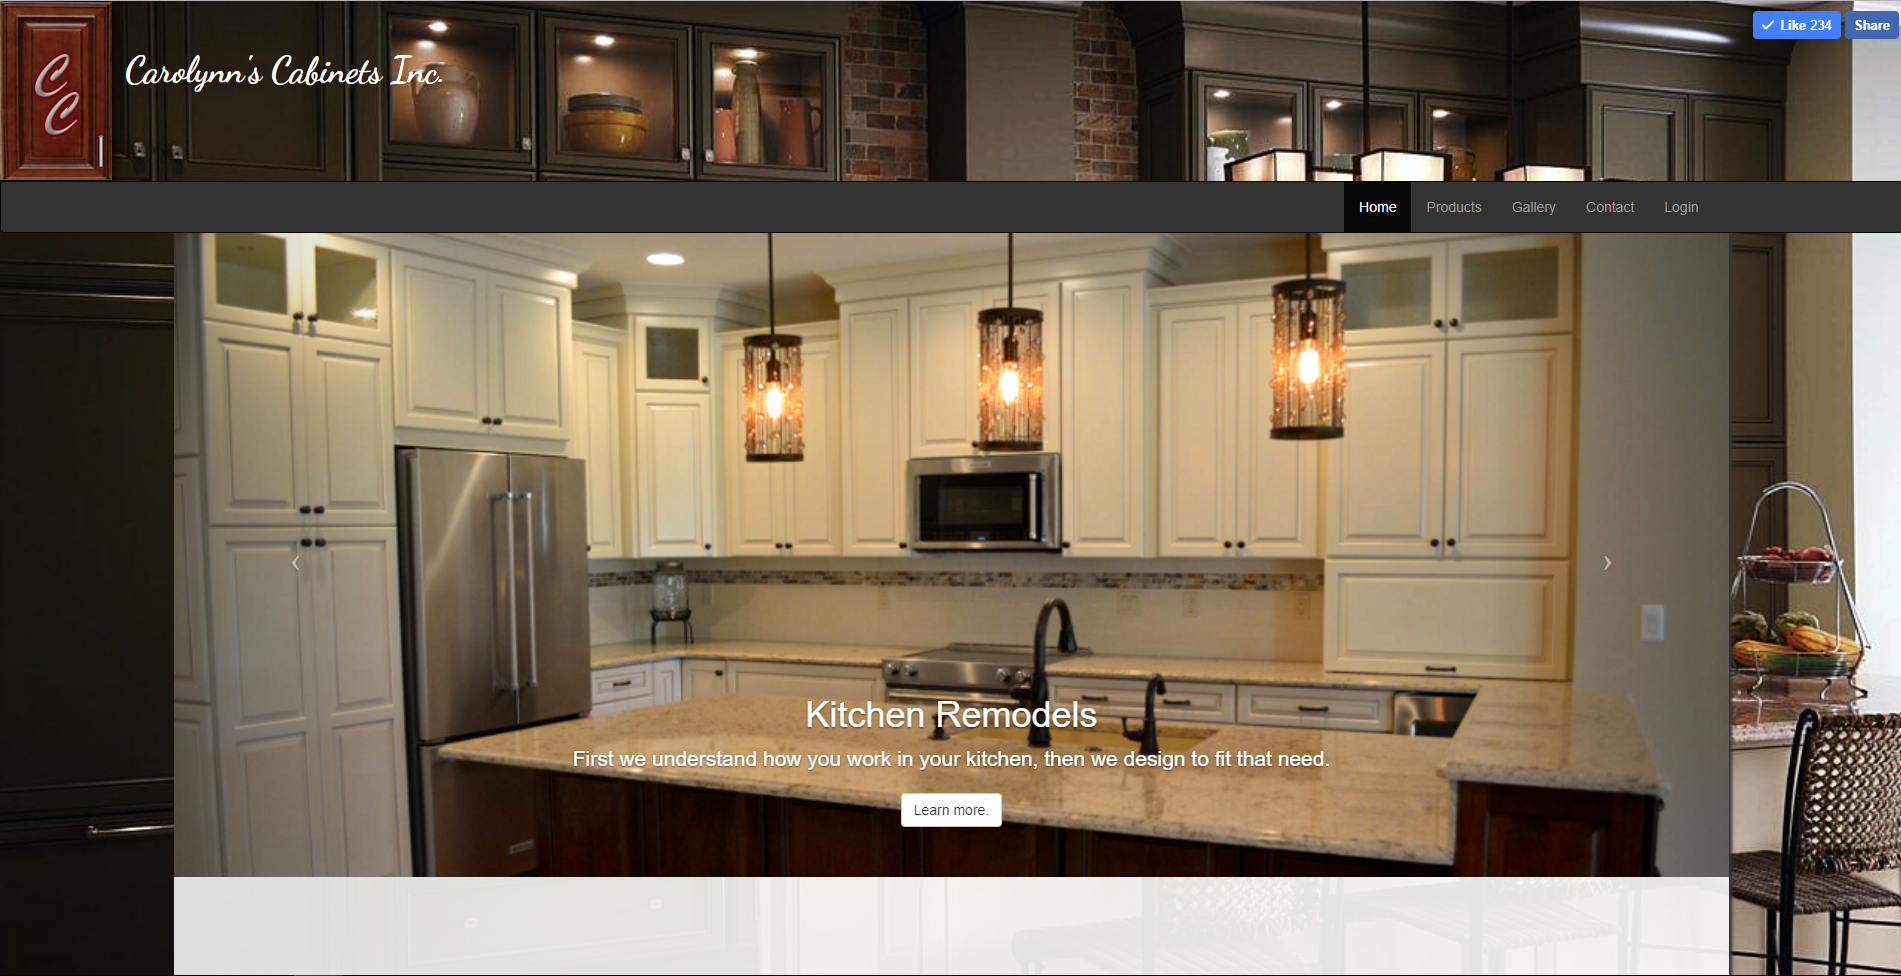 Like 234 Share
CC
Carolynn's Cabinets Inc.
Home Products Gallery Contact Login
Kitchen Remodels
First we understand how you work in your kitchen, then we design to fit that need.
Learn more.